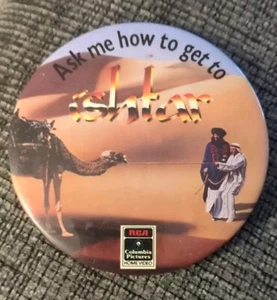 Ask me how to get to
ishtar
RCA
Columbia
Pictures
HOME VIDEO